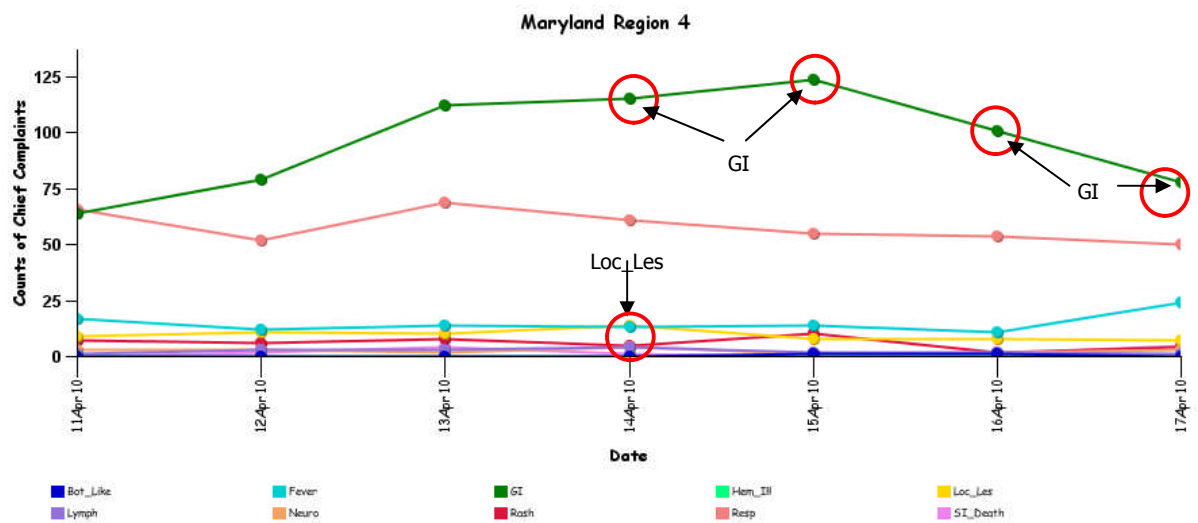 Maryland Region 4
Counts of Chief Complaints
125
100
75
50
25
0
GI
GI
Loc_Les
11Apr10
12Apr10
13Apr10
14Apr10
15Apr10
16Apr10
17Apr10
Date
Bot_Like
Fever
GI
Hem_Ill
Loc_Les
Lymph
Neuro
Rash
Resp
SI_Death